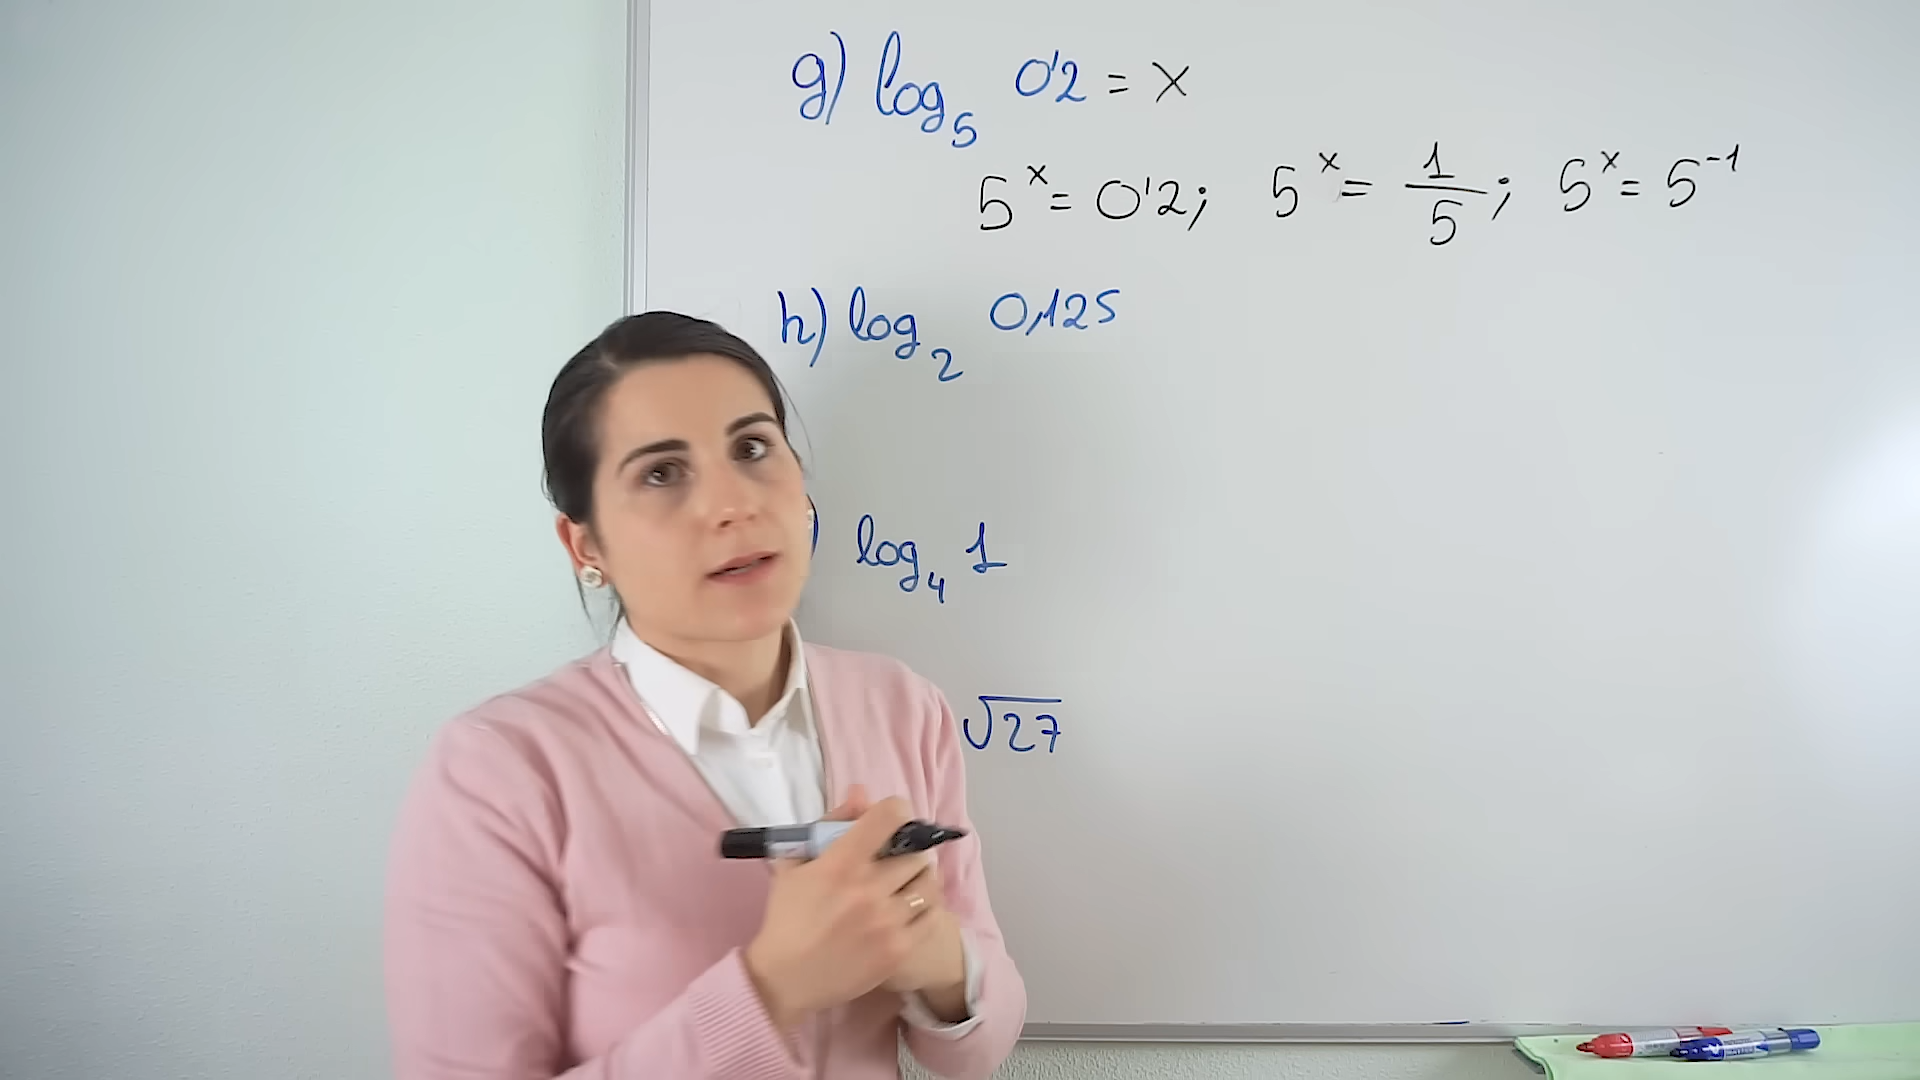 g) log₅ 0'2 = x
5ˣ = 0'2; 5ˣ = 1/5; 5ˣ = 5⁻¹
h) log₂ 0,125
) log₄ 1
√27